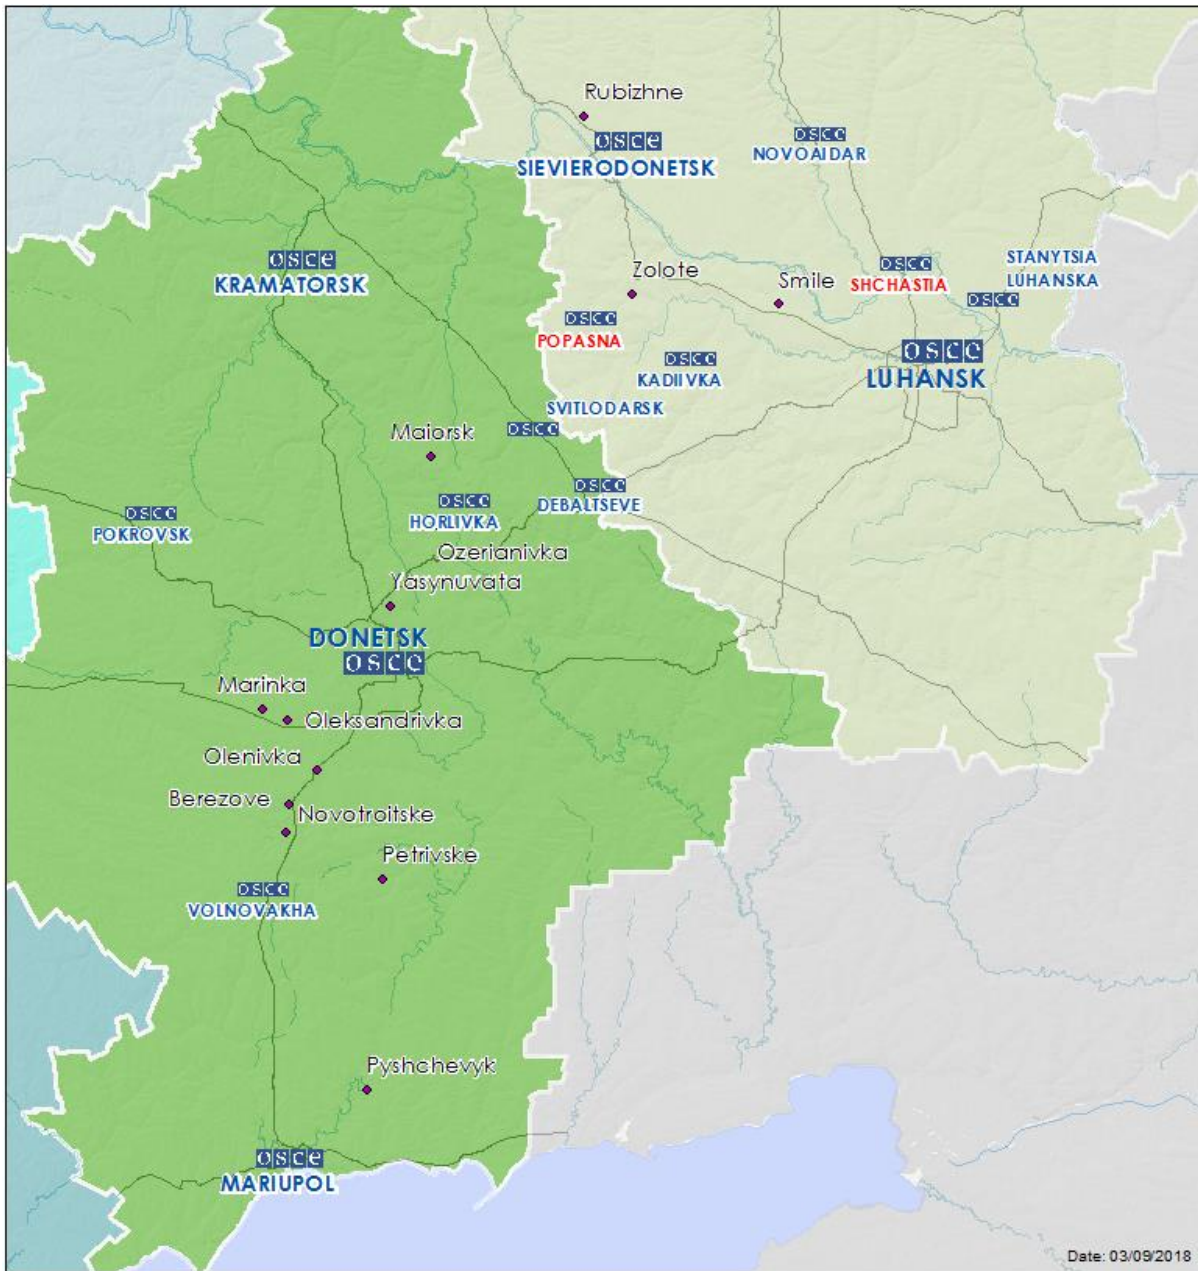 Rubizhne
OSCE
SIEVIERODONETSK
OSCE
NOVOAIDAR
OSCE
KRAMATORSK
Zolote
Smile
OSCE
SHCHASTIA
STANYTSIA
LUHANSKA
OSCE
OSCE
POPASNA
OSCE
KADIIVKA
OSCE
LUHANSK
SVITLODARSK
OSCE
Maiorsk
OSCE
POKROVSK
OSCE
HORLIVKA
OSCE
DEBALTSEVE
Ozerianivka
Yasynuvata
DONETSK
OSCE
Marinka
Oleksandrivka
Olenivka
Berezove
Novotroitske
Petrivske
OSCE
VOLNOVAKHA
Pyshchevyk
OSCE
MARIUPOL
Date: 03/09/2018